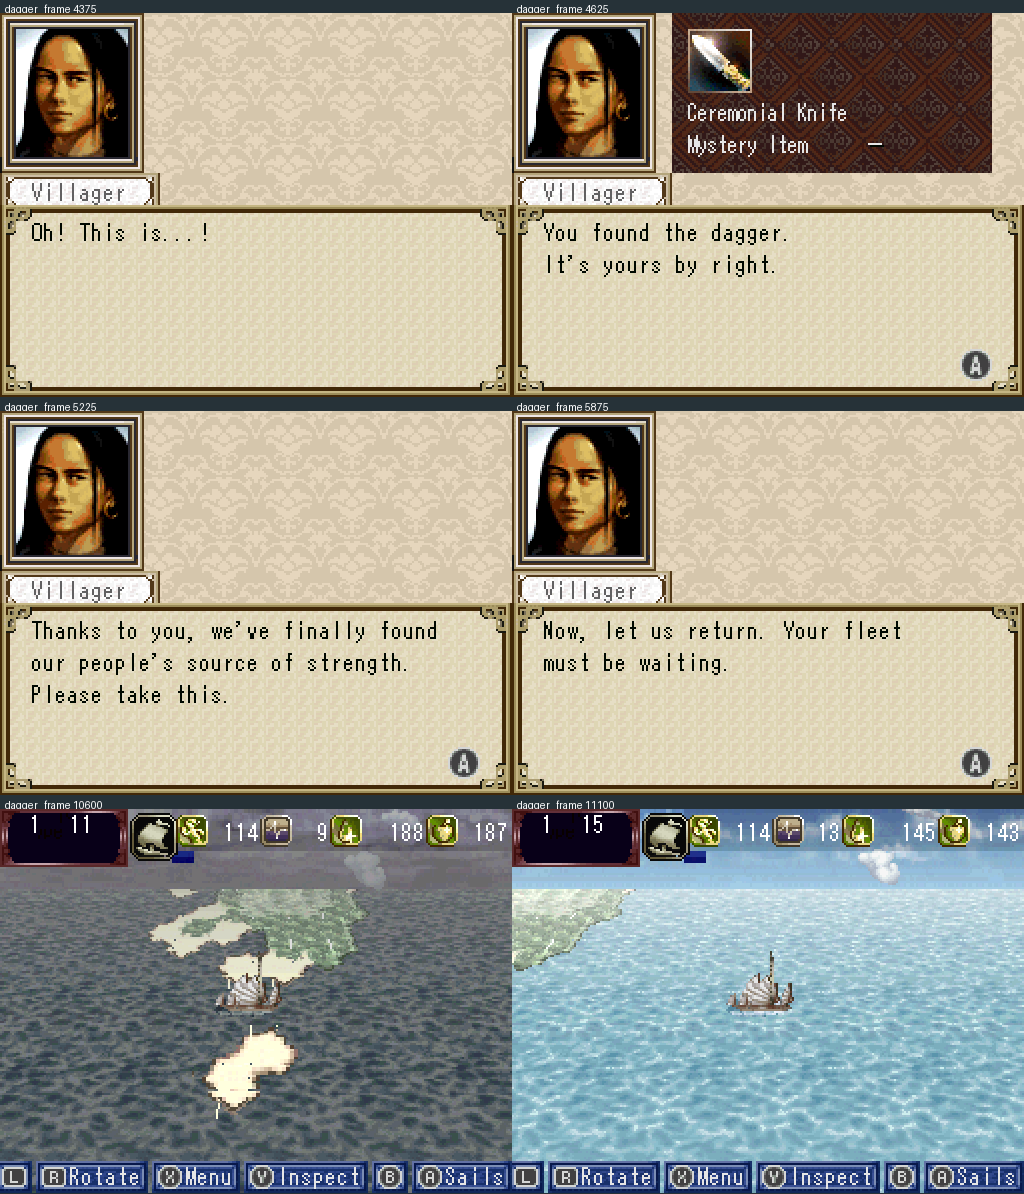 dagger frame 4375
dagger frame 4625
Ceremonial Knife
Mystery Item –
Villager
Villager
Oh! This is...!
You found the dagger.
It's yours by right.
A
dagger frame 5225
dagger frame 5875
Villager
Villager
Thanks to you, we've finally found
our people's source of strength.
Please take this.
A
Now, let us return. Your fleet
must be waiting.
A
dagger frame 10600
dagger frame 11100
1 11 114 9 188 187
1 15 114 13 145 143
L R Rotate X Menu Y Inspect B A Sails
L R Rotate X Menu Y Inspect B A Sails